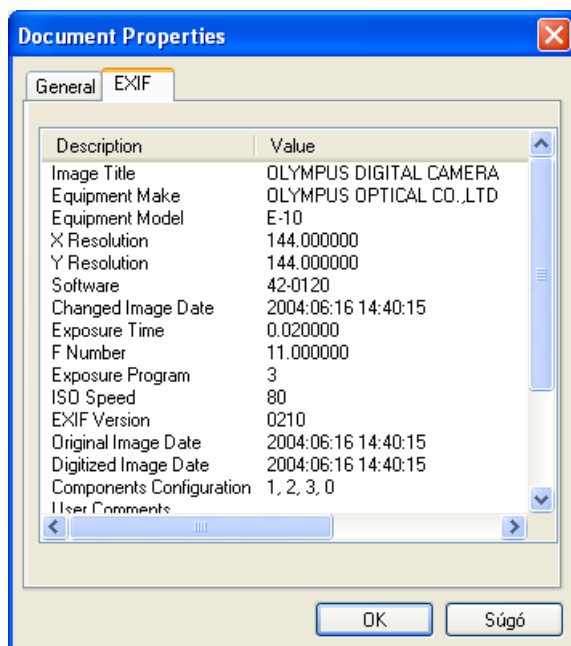 Document Properties
General EXIF
Description Value
Image Title OLYMPUS DIGITAL CAMERA
Equipment Make OLYMPUS OPTICAL CO.,LTD
Equipment Model E-10
X Resolution 144.000000
Y Resolution 144.000000
Software 42-0120
Changed Image Date 2004:06:16 14:40:15
Exposure Time 0.020000
F Number 11.000000
Exposure Program 3
ISO Speed 80
EXIF Version 0210
Original Image Date 2004:06:16 14:40:15
Digitized Image Date 2004:06:16 14:40:15
Components Configuration 1, 2, 3, 0
User Comments
OK Súgó